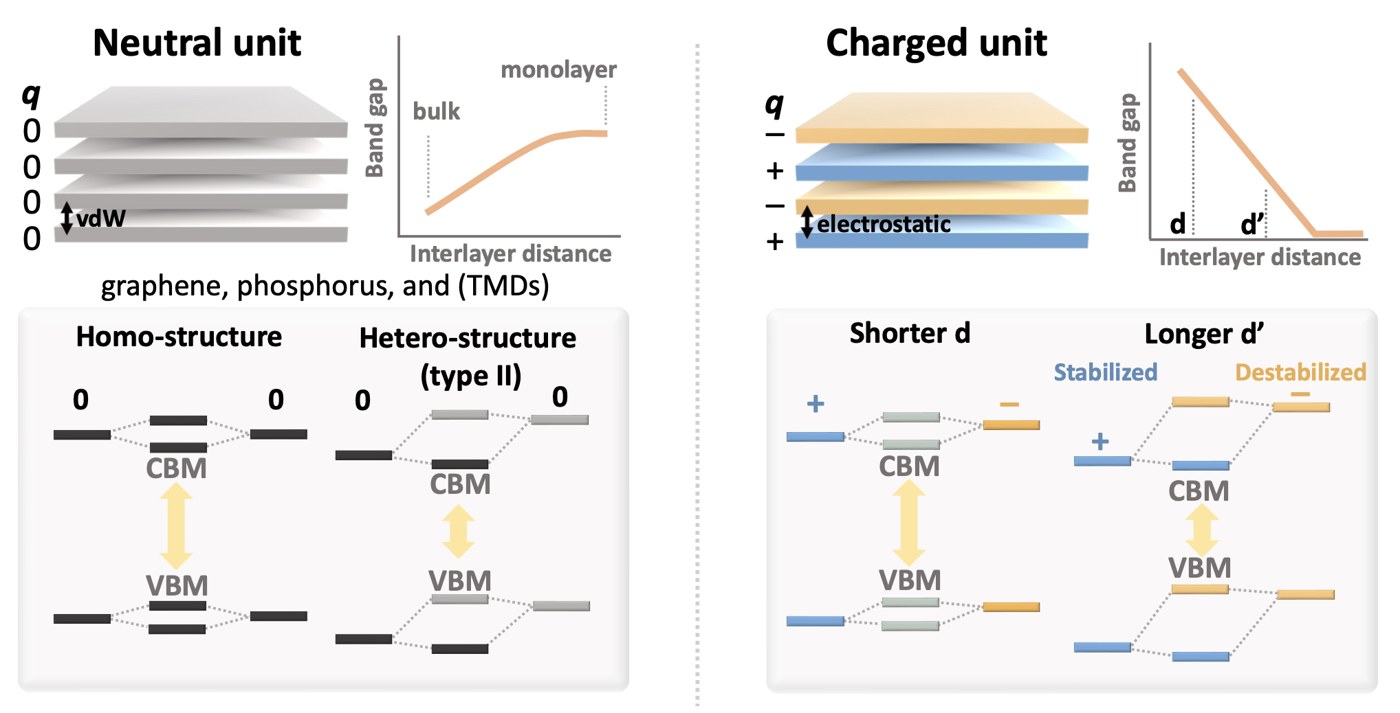 Neutral unit
q
0
0
0
0
vdW
Band gap
bulk
monolayer
Interlayer distance
graphene, phosphorus, and (TMDs)
Homo-structure
0
0
CBM
VBM
Hetero-structure
(type II)
0
0
CBM
VBM
Charged unit
q
−
+
−
+
electrostatic
Band gap
d
d’
Interlayer distance
Shorter d
+
−
CBM
VBM
Longer d’
Stabilized
Destabilized
+
−
CBM
VBM